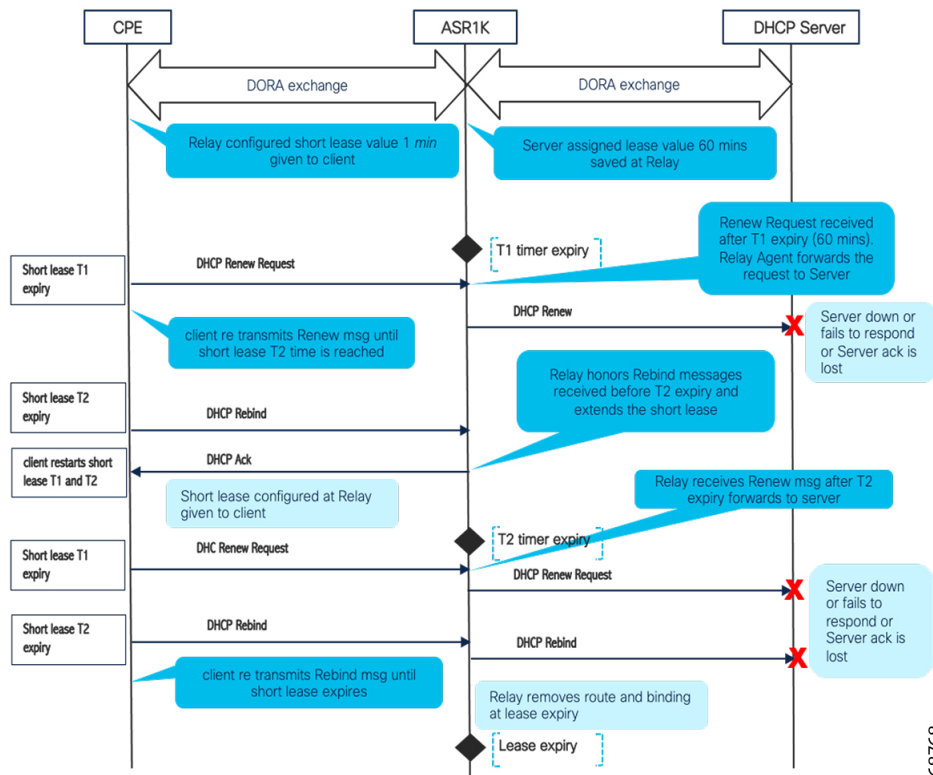 CPE
ASR1K
DHCP Server
DORA exchange
DORA exchange
Relay configured short lease value 1 min
given to client
Server assigned lease value 60 mins
saved at Relay
Renew Request received
after T1 expiry (60 mins).
Relay Agent forwards the
request to Server
T1 timer expiry
Short lease T1
expiry
DHCP Renew Request
DHCP Renew
Server down or
fails to respond
or Server ack is
lost
client re transmits Renew msg until
short lease T2 time is reached
Relay honors Rebind messages
received before T2 expiry and
extends the short lease
Short lease T2
expiry
DHCP Rebind
client restarts short
lease T1 and T2
DHCP Ack
Short lease configured at Relay
given to client
Relay receives Renew msg after T2
expiry forwards to server
T2 timer expiry
Short lease T1
expiry
DHC Renew Request
DHCP Renew Request
Server down
or fails to
respond or
Server ack is
lost
Short lease T2
expiry
DHCP Rebind
DHCP Rebind
client re transmits Rebind msg until
short lease expires
Relay removes route and binding
at lease expiry
Lease expiry